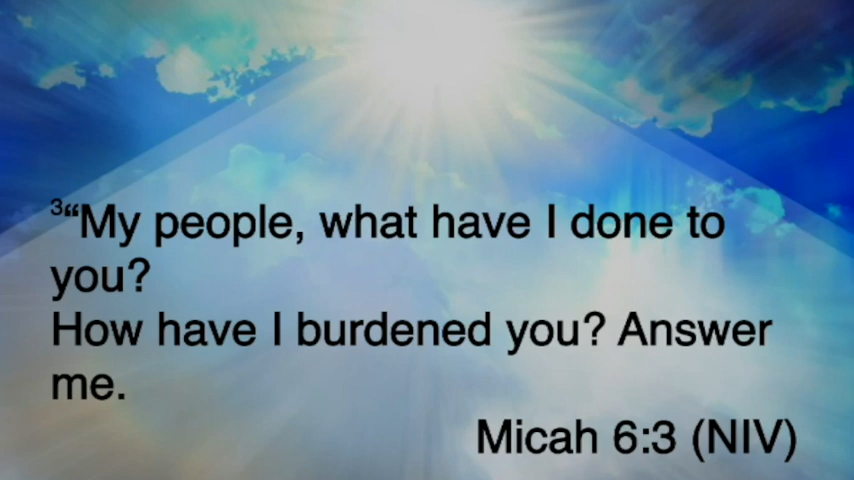 ³“My people, what have I done to
you?
How have I burdened you? Answer
me.
Micah 6:3 (NIV)